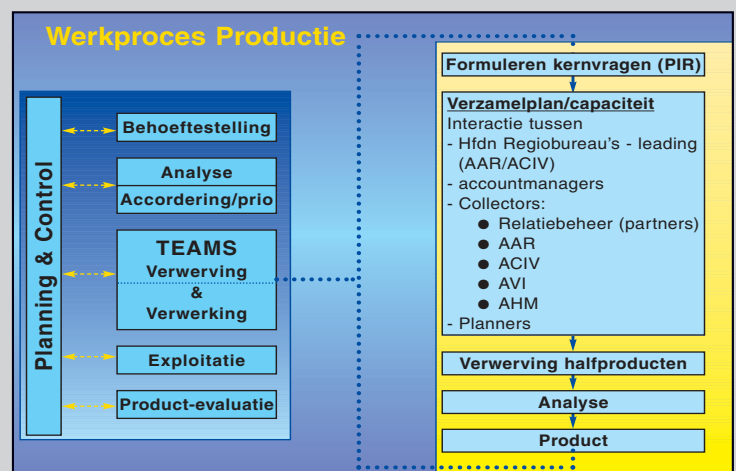 Werkproces Productie
Planning & Control
Behoeftestelling
Analyse
Accordering/prio
TEAMS
Verwerving
&
Verwerking
Exploitatie
Product-evaluatie
Formuleren kernvragen (PIR)
Verzamelplan/capaciteit
Interactie tussen
- Hfdn Regiobureau's - leading
(AAR/ACIV)
- accountmanagers
- Collectors:
● Relatiebeheer (partners)
● AAR
● ACIV
● AVI
● AHM
- Planners
Verwerving halfproducten
Analyse
Product